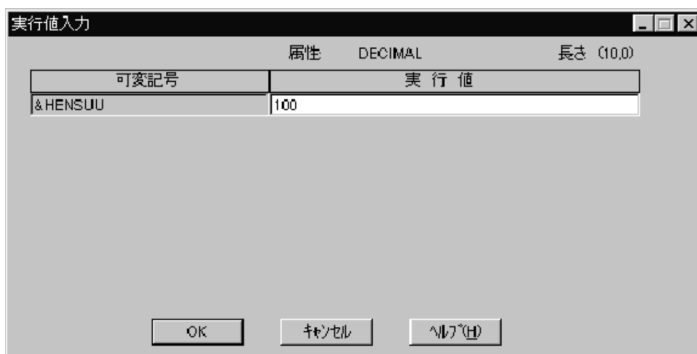 実行値入力
属性 DECIMAL 長さ (10,0)
可変記号 実 行 値
&HENSUU 100
OK ｷｬﾝｾﾙ ﾍﾙﾌﾟ(H)